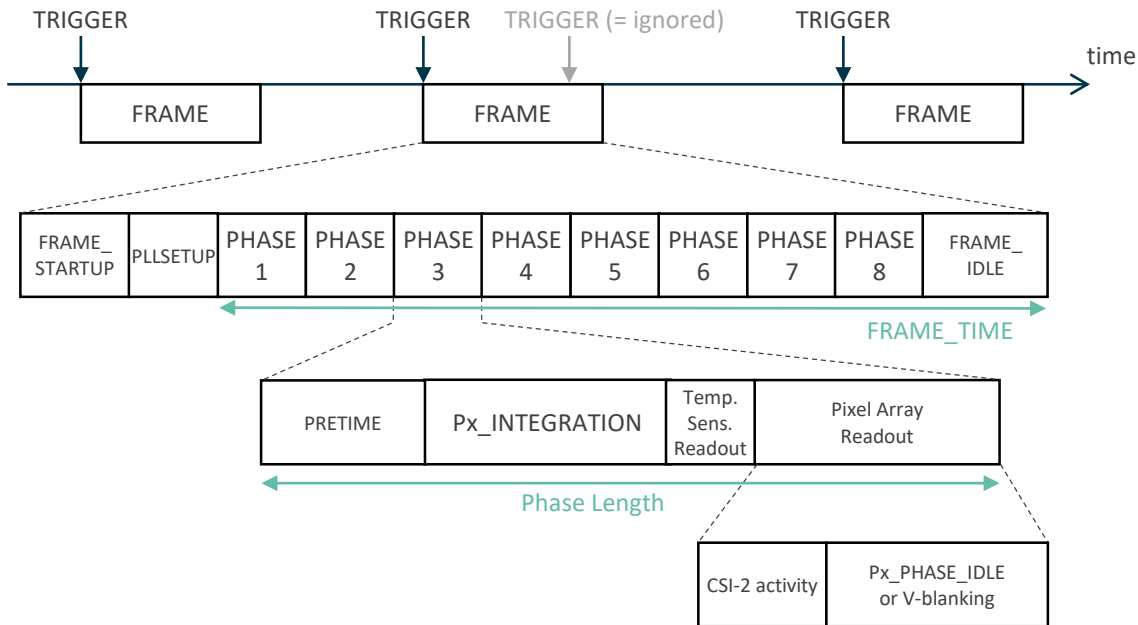 TRIGGER
TRIGGER
TRIGGER (= ignored)
TRIGGER
time
FRAME
FRAME
FRAME
FRAME_
STARTUP
PLLSETUP
PHASE
1
PHASE
2
PHASE
3
PHASE
4
PHASE
5
PHASE
6
PHASE
7
PHASE
8
FRAME_
IDLE
FRAME_TIME
PRETIME
Px_INTEGRATION
Temp.
Sens.
Readout
Pixel Array
Readout
Phase Length
CSI-2 activity
Px_PHASE_IDLE
or V-blanking